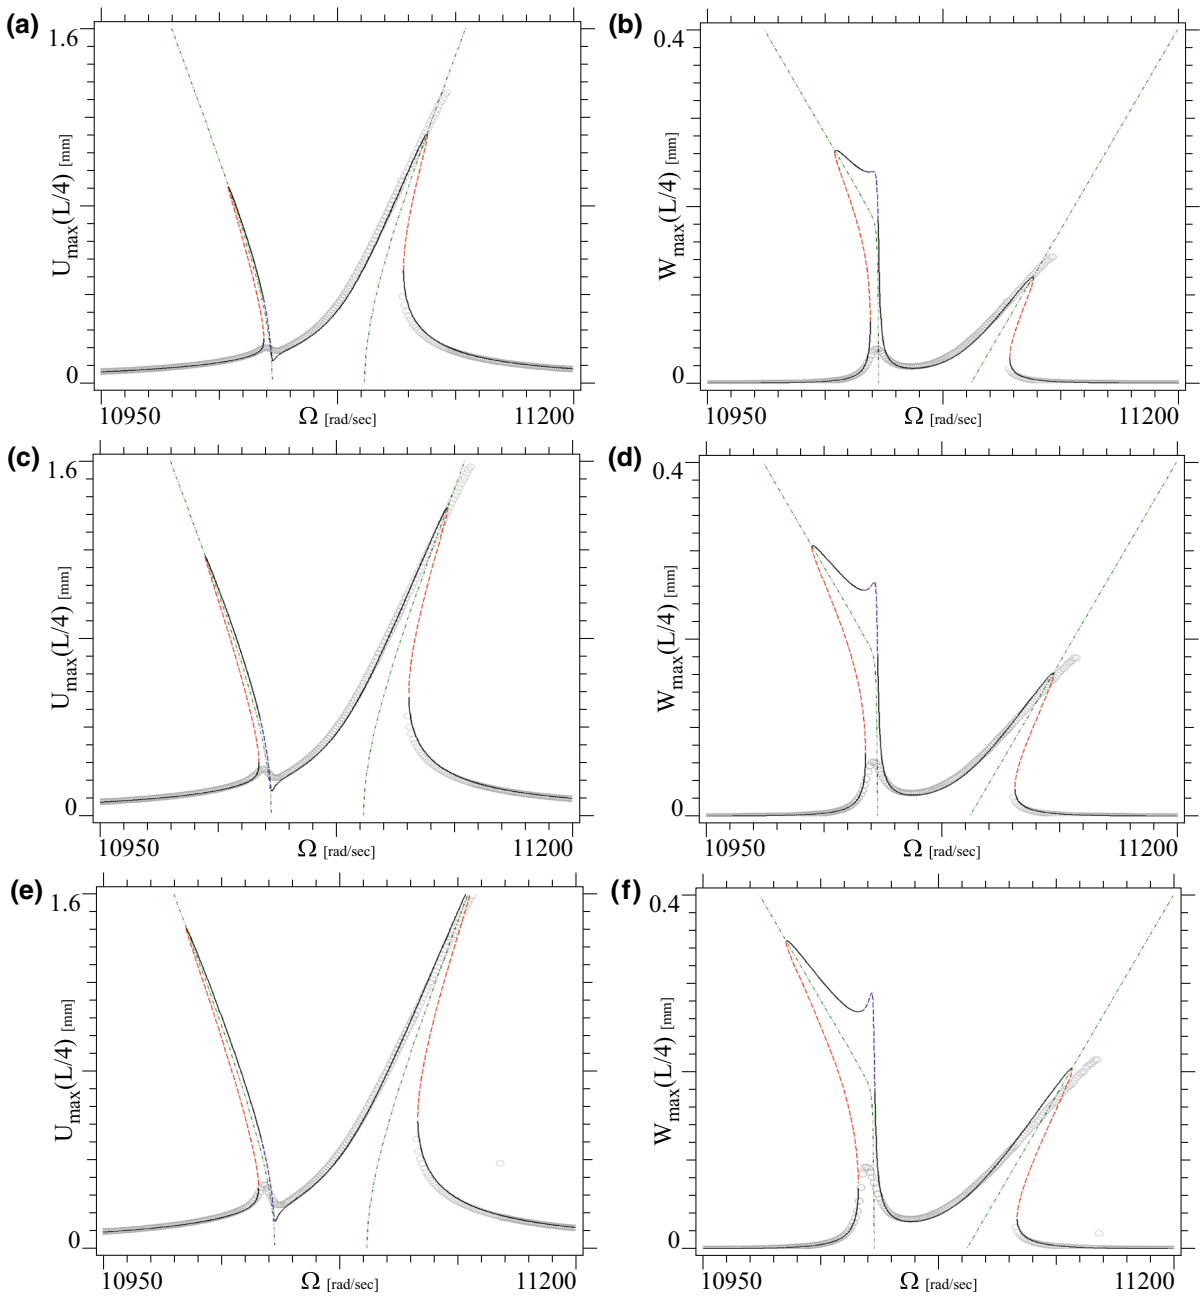 (a)
1.6
U_max(L/4) [mm]
0
10950
Ω [rad/sec]
11200
(b)
0.4
W_max(L/4) [mm]
0
10950
Ω [rad/sec]
11200
(c)
1.6
U_max(L/4) [mm]
0
10950
Ω [rad/sec]
11200
(d)
0.4
W_max(L/4) [mm]
0
10950
Ω [rad/sec]
11200
(e)
1.6
U_max(L/4) [mm]
0
10950
Ω [rad/sec]
11200
(f)
0.4
W_max(L/4) [mm]
0
10950
Ω [rad/sec]
11200